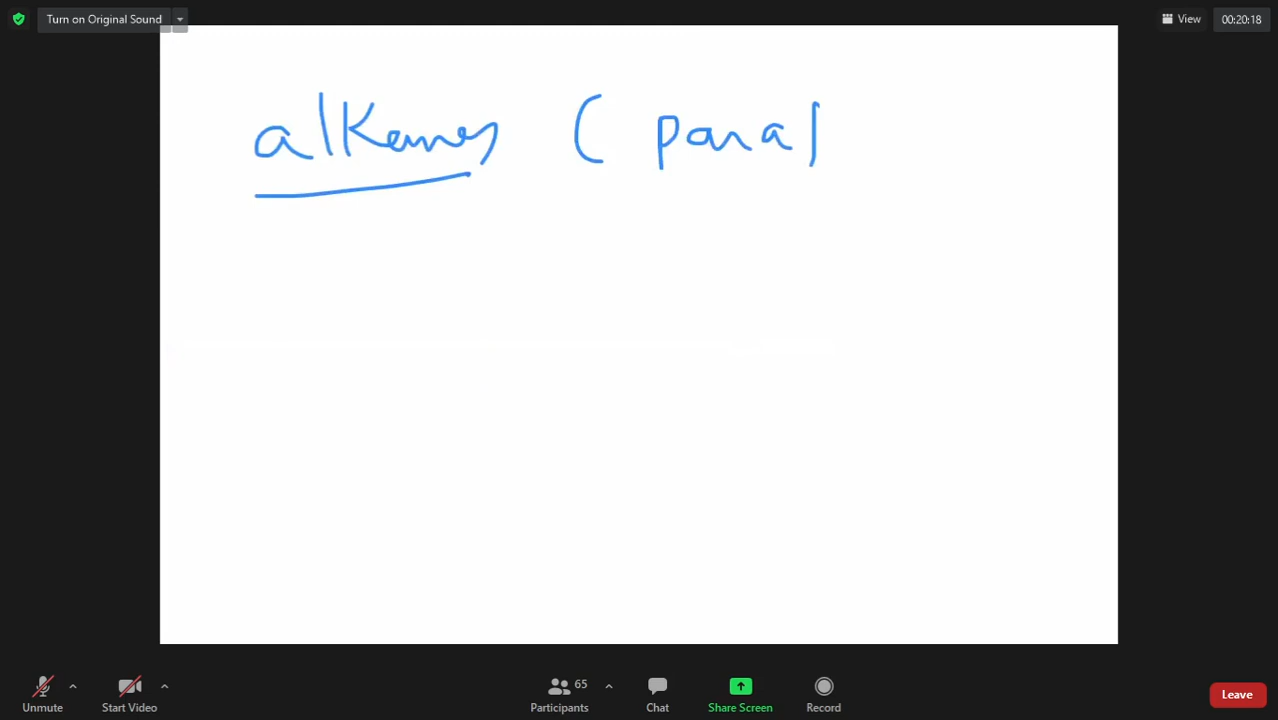 Turn on Original Sound
View
00:20:18
alkenes ( paral
Unmute
Start Video
65
Participants
Chat
Share Screen
Record
Leave